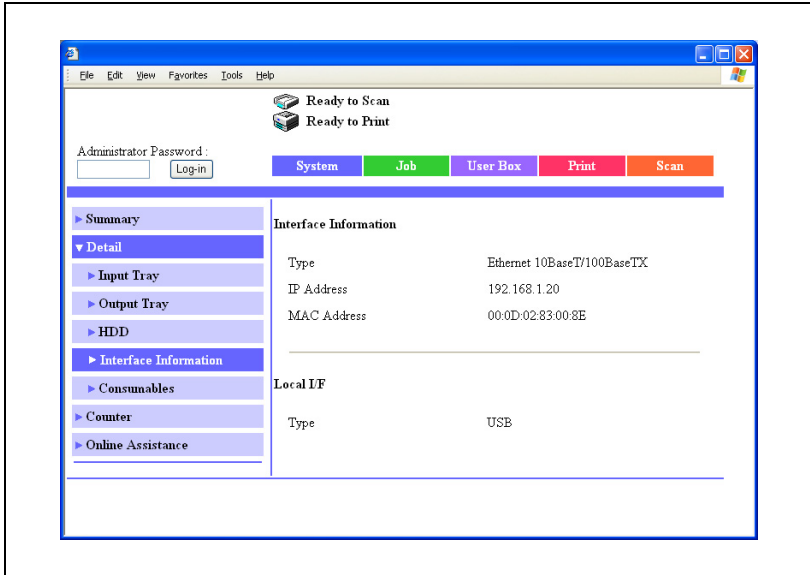 File Edit View Favorites Tools Help
Ready to Scan
Ready to Print
Administrator Password :
Log-in
System Job User Box Print Scan
Summary
Detail
Input Tray
Output Tray
HDD
Interface Information
Consumables
Counter
Online Assistance
Interface Information
Type Ethernet 10BaseT/100BaseTX
IP Address 192.168.1.20
MAC Address 00:0D:02:83:00:8E
Local I/F
Type USB